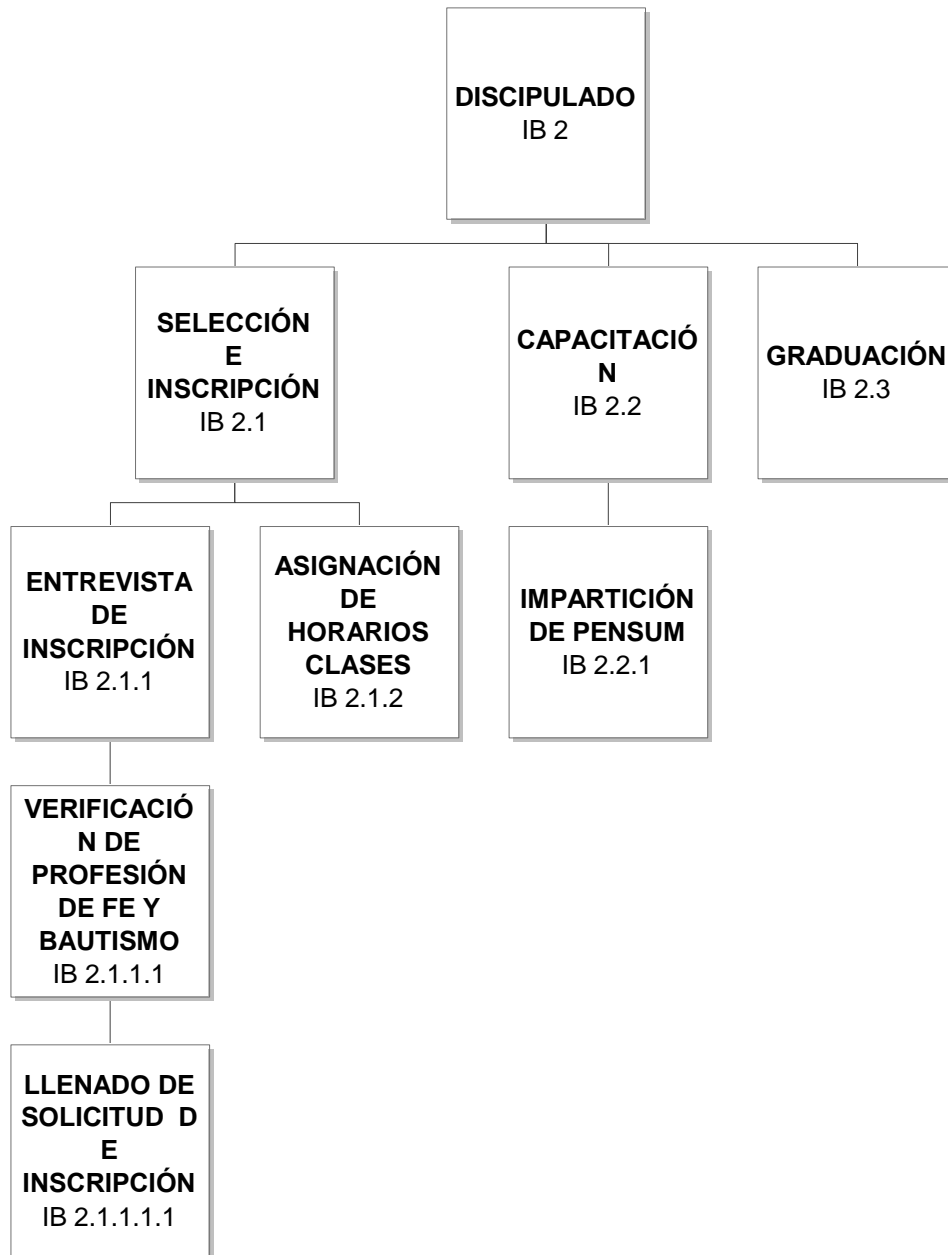 DISCIPULADO
IB 2
SELECCIÓN
E
INSCRIPCIÓN
IB 2.1
CAPACITACIÓ
N
IB 2.2
GRADUACIÓN
IB 2.3
ENTREVISTA
DE
INSCRIPCIÓN
IB 2.1.1
ASIGNACIÓN
DE
HORARIOS
CLASES
IB 2.1.2
IMPARTICIÓN
DE PENSUM
IB 2.2.1
VERIFICACIÓ
N DE
PROFESIÓN
DE FE Y
BAUTISMO
IB 2.1.1.1
LLENADO DE
SOLICITUD D
E
INSCRIPCIÓN
IB 2.1.1.1.1